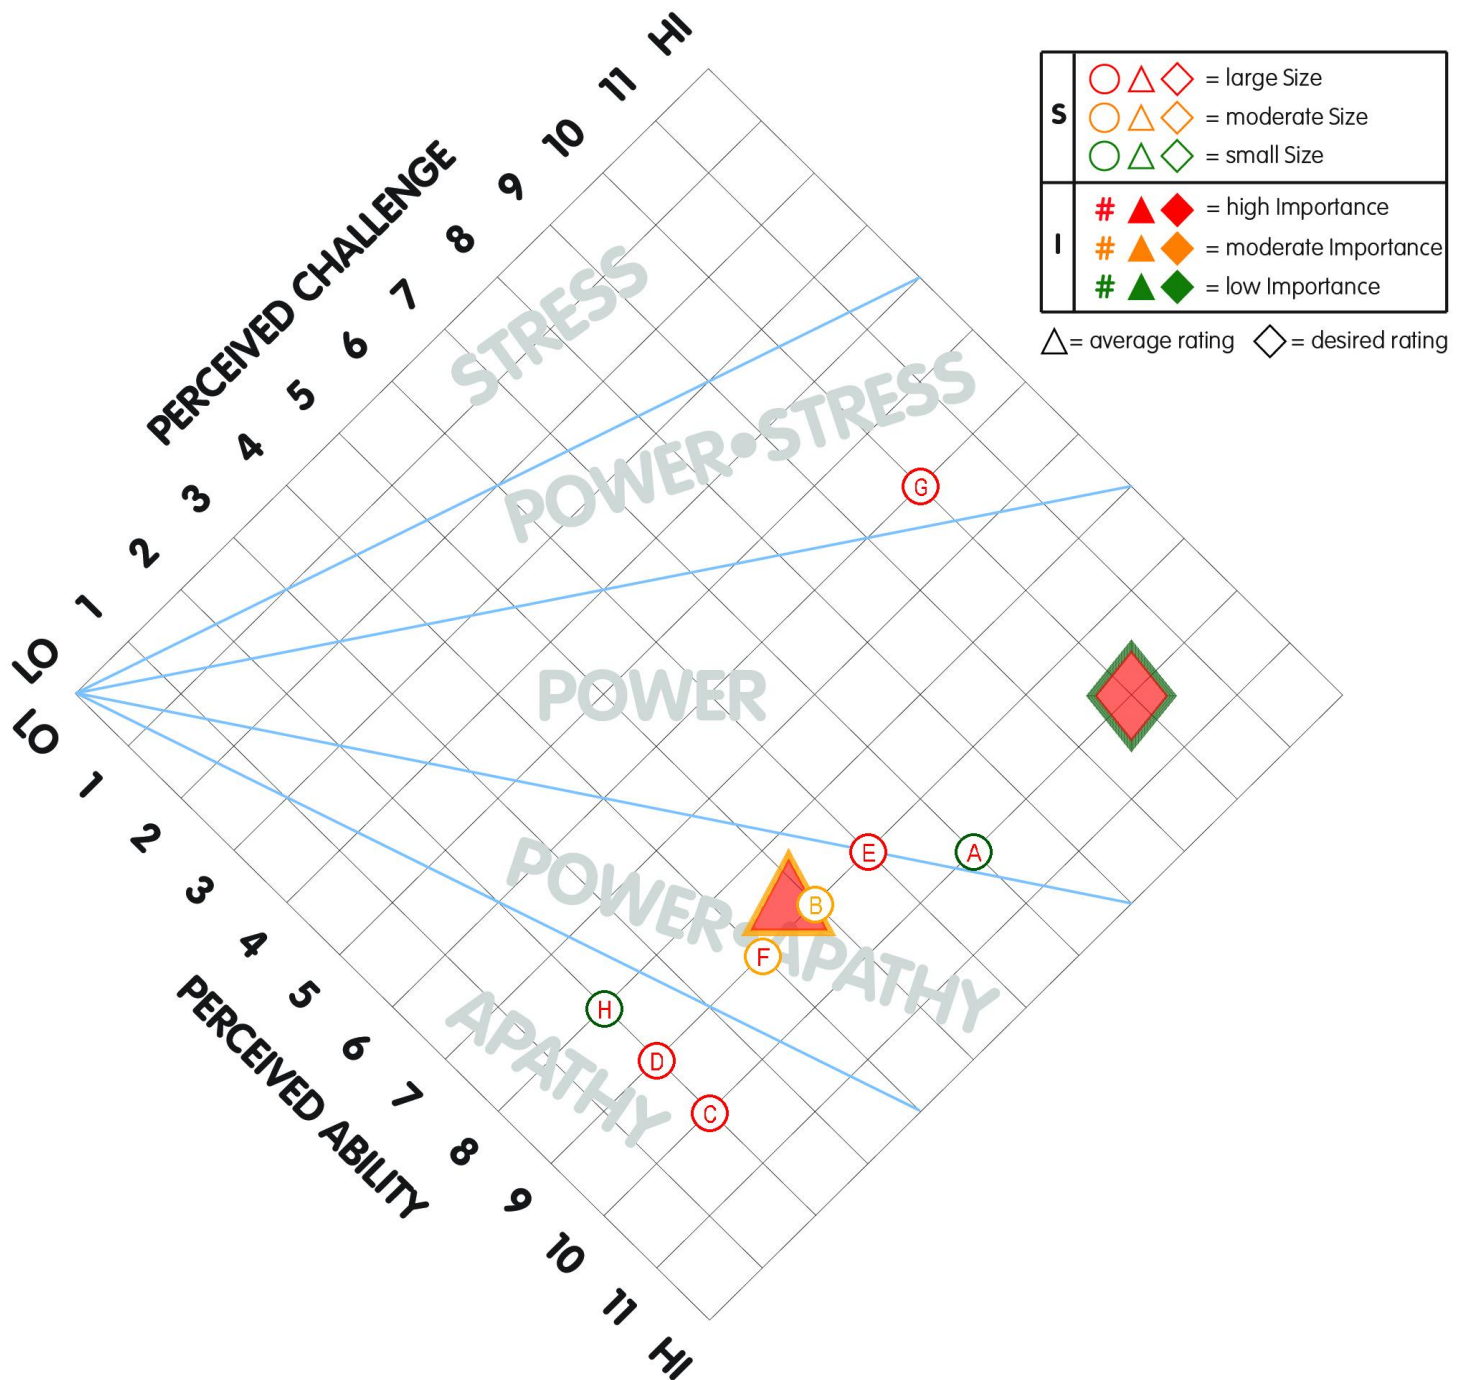 HI
11
10
9
8
7
6
5
4
3
2
1
LO
PERCEIVED CHALLENGE
S
= large Size
= moderate Size
= small Size
I
# = high Importance
# = moderate Importance
# = low Importance
= average rating
= desired rating
STRESS
POWER•STRESS
G
POWER
E
A
B
POWER•APATHY
F
H
APATHY
D
C
LO
1
2
3
4
5
6
7
8
9
10
11
HI
PERCEIVED ABILITY